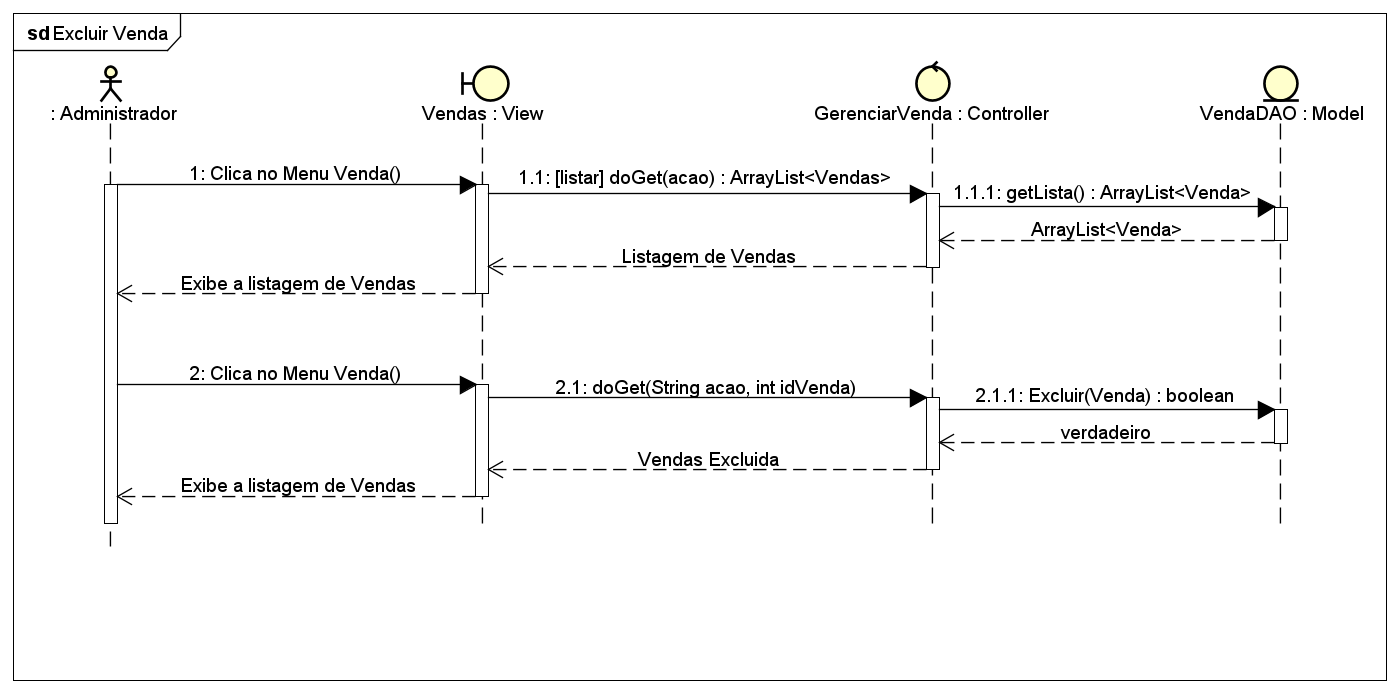 sd Excluir Venda
: Administrador
Vendas : View
GerenciarVenda : Controller
VendaDAO : Model
1: Clica no Menu Venda()
1.1: [listar] doGet(acao) : ArrayList<Vendas>
1.1.1: getLista() : ArrayList<Venda>
ArrayList<Venda>
Listagem de Vendas
Exibe a listagem de Vendas
2: Clica no Menu Venda()
2.1: doGet(String acao, int idVenda)
2.1.1: Excluir(Venda) : boolean
verdadeiro
Vendas Excluida
Exibe a listagem de Vendas